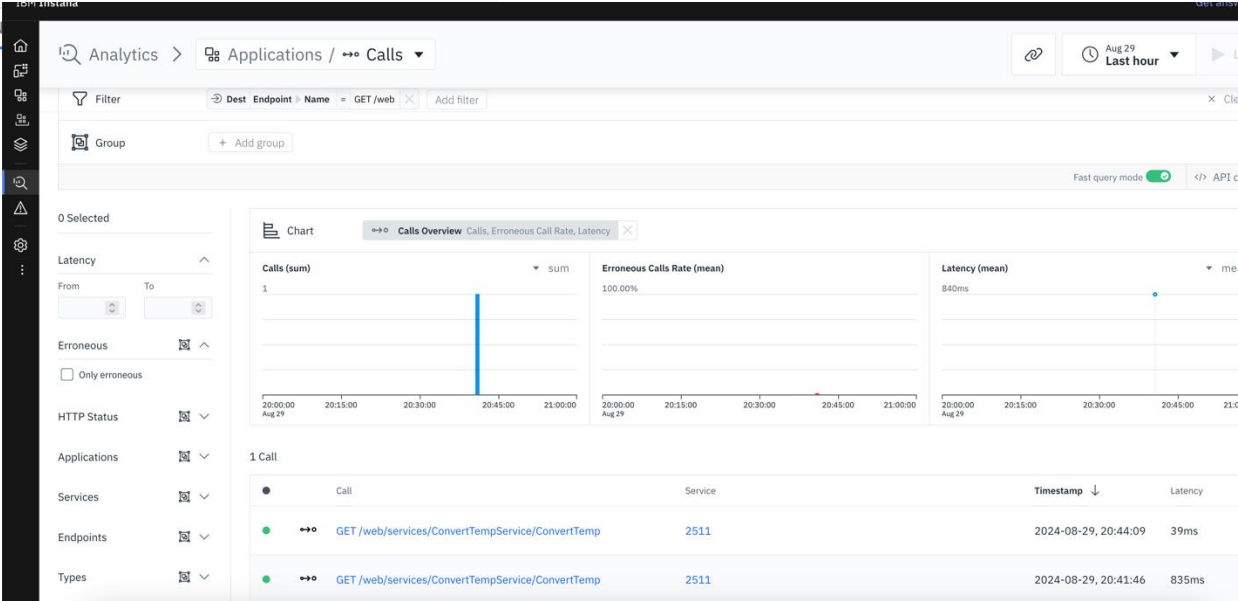 IBM Instana
Get answ
Analytics > Applications / Calls
Aug 29
Last hour
Filter
Dest Endpoint Name = GET /web
Add filter
Cle
Group
+ Add group
Fast query mode
</> API c
0 Selected
Latency
From To
Erroneous
Only erroneous
HTTP Status
Applications
Services
Endpoints
Types
Chart
Calls Overview Calls, Erroneous Call Rate, Latency
Calls (sum)
sum
1
20:00:00 20:15:00 20:30:00 20:45:00 21:00:00
Aug 29
Erroneous Calls Rate (mean)
100.00%
20:00:00 20:15:00 20:30:00 20:45:00 21:00:00
Aug 29
Latency (mean)
mea
840ms
20:00:00 20:15:00 20:30:00 20:45:00 21:0
Aug 29
1 Call
Call Service Timestamp ↓ Latency
GET /web/services/ConvertTempService/ConvertTemp 2511 2024-08-29, 20:44:09 39ms
GET /web/services/ConvertTempService/ConvertTemp 2511 2024-08-29, 20:41:46 835ms